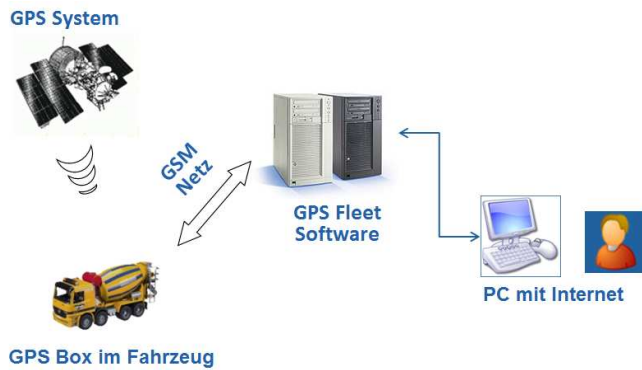 GPS System
GSM
Netz
GPS Fleet
Software
PC mit Internet
GPS Box im Fahrzeug